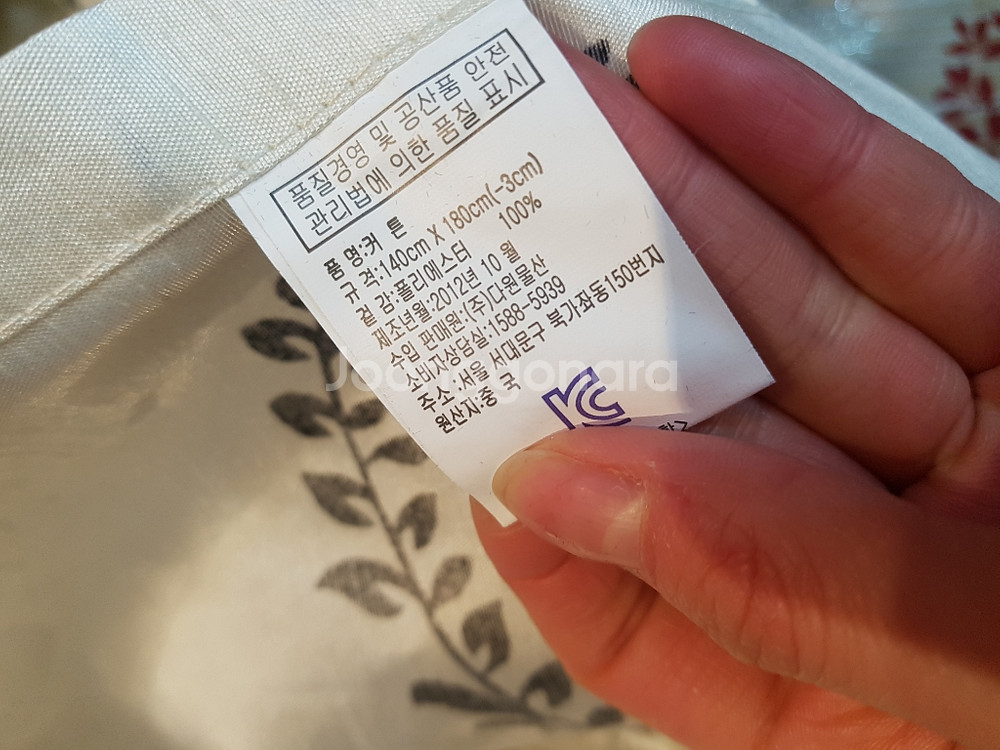 품질경영 및 공산품 안전
관리법에 의한 품질 표시
품 명:커 튼
규 격:140cm X 180cm(-3cm)
겉 감:폴리에스터 100%
제조년월:2012년 10 월
수입 판매원:(주)다원물산
소비자상담실:1588-5939
주소 :서울 서대문구 북가좌동150번지
원산지:중 국
Joonggonara